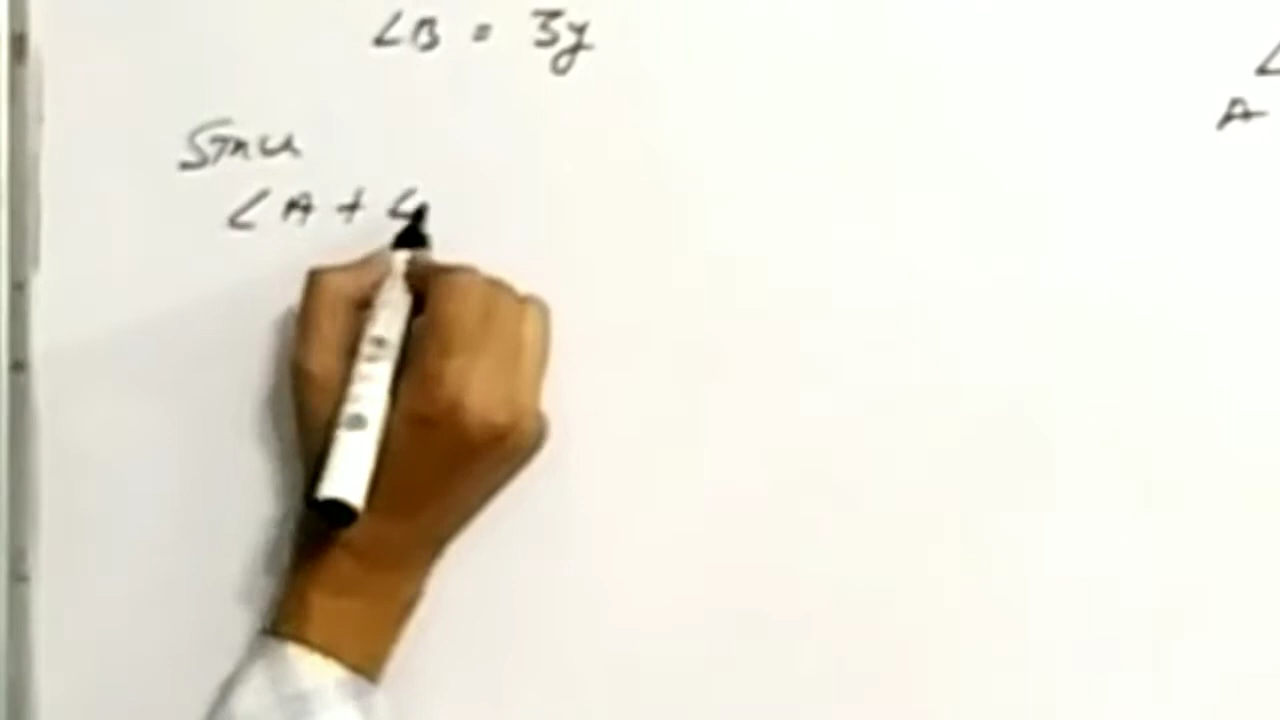 ∠B = 3y
Since
∠A + ∠
∠
A